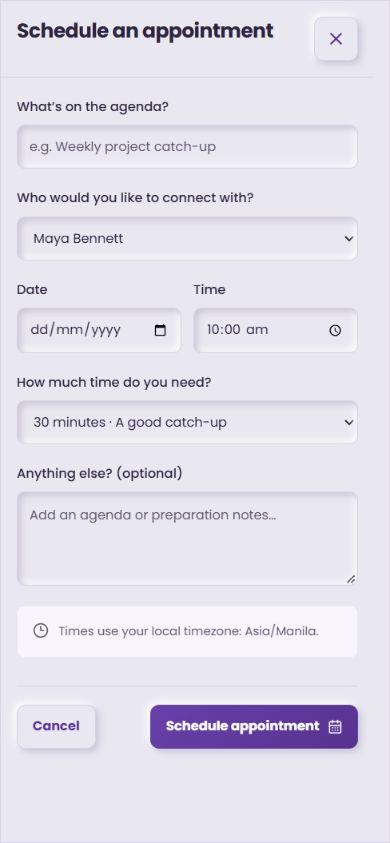 Schedule an appointment
What's on the agenda?
e.g. Weekly project catch-up
Who would you like to connect with?
Maya Bennett
Date
Time
dd/mm/yyyy
10:00 am
How much time do you need?
30 minutes · A good catch-up
Anything else? (optional)
Add an agenda or preparation notes...
Times use your local timezone: Asia/Manila.
Cancel
Schedule appointment